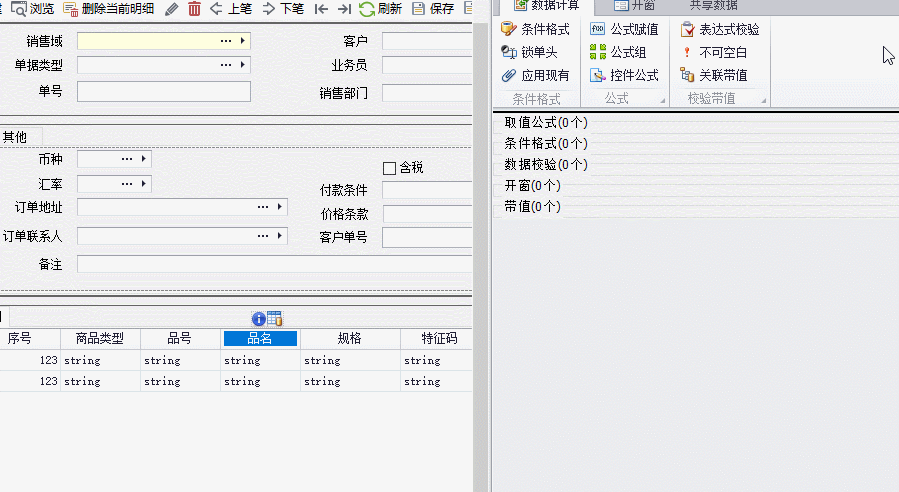 浏览 删除当前明细 上笔 下笔 刷新 保存
销售域 客户
单据类型 业务员
单号 销售部门
其他
币种 含税
汇率 付款条件
订单地址 价格条款
订单联系人 客户单号
备注
序号 商品类型 品号 品名 规格 特征码
123 string string string string string
123 string string string string string
数据计算 开窗 共享数据
条件格式 公式赋值 表达式校验
锁单头 公式组 不可空白
应用现有 控件公式 关联带值
条件格式 公式 校验带值
取值公式(0个)
条件格式(0个)
数据校验(0个)
开窗(0个)
带值(0个)